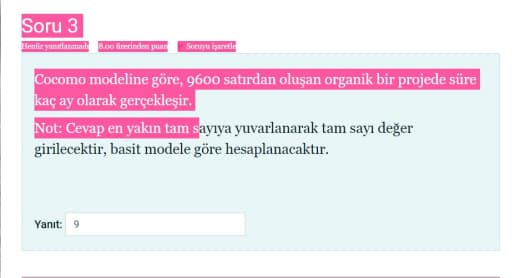 Soru 3
Henüz yanıtlanmadı 8.00 üzerinden puan Soruyu işaretle
Cocomo modeline göre, 9600 satırdan oluşan organik bir projede süre
kaç ay olarak gerçekleşir.
Not: Cevap en yakın tam sayıya yuvarlanarak tam sayı değer
girilecektir, basit modele göre hesaplanacaktır.
Yanıt: 9